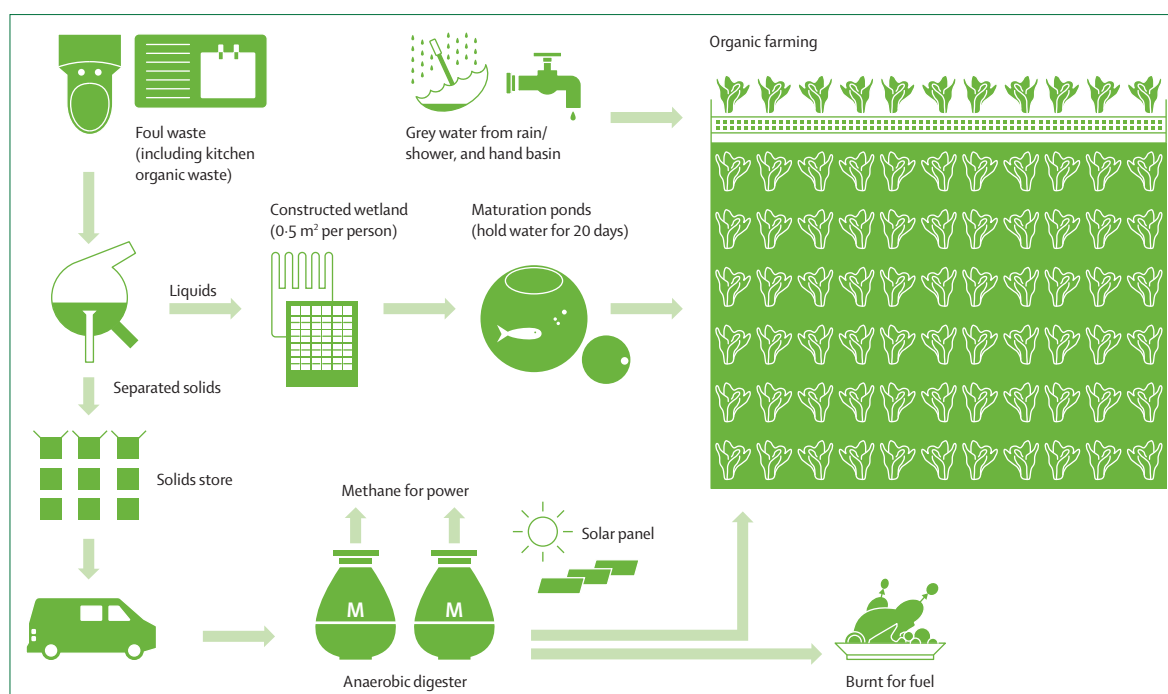 Organic farming
Foul waste
(including kitchen
organic waste)
Grey water from rain/
shower, and hand basin
Constructed wetland
(0·5 m² per person)
Maturation ponds
(hold water for 20 days)
Liquids
Separated solids
Solids store
Methane for power
Solar panel
M
M
Anaerobic digester
Burnt for fuel